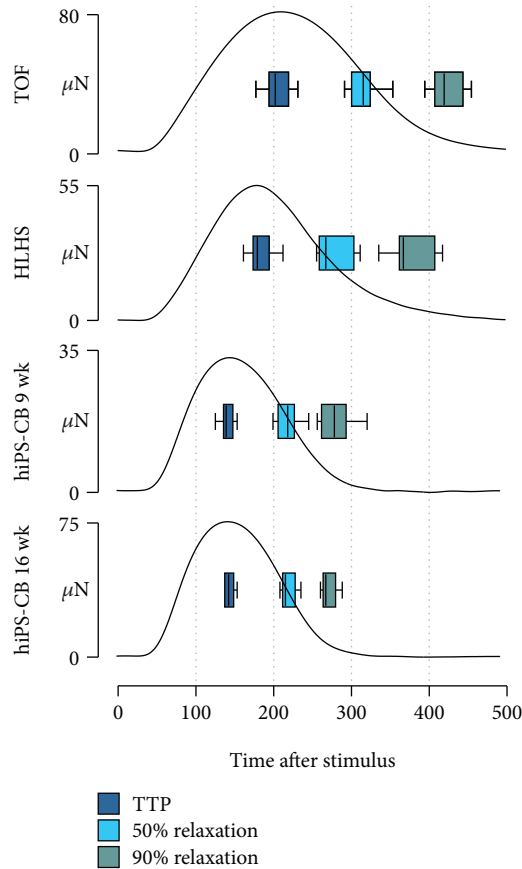 80
TOF
μN
0
55
HLHS
μN
0
35
hiPS-CB 9 wk
μN
0
75
hiPS-CB 16 wk
μN
0
0 100 200 300 400 500
Time after stimulus
TTP
50% relaxation
90% relaxation